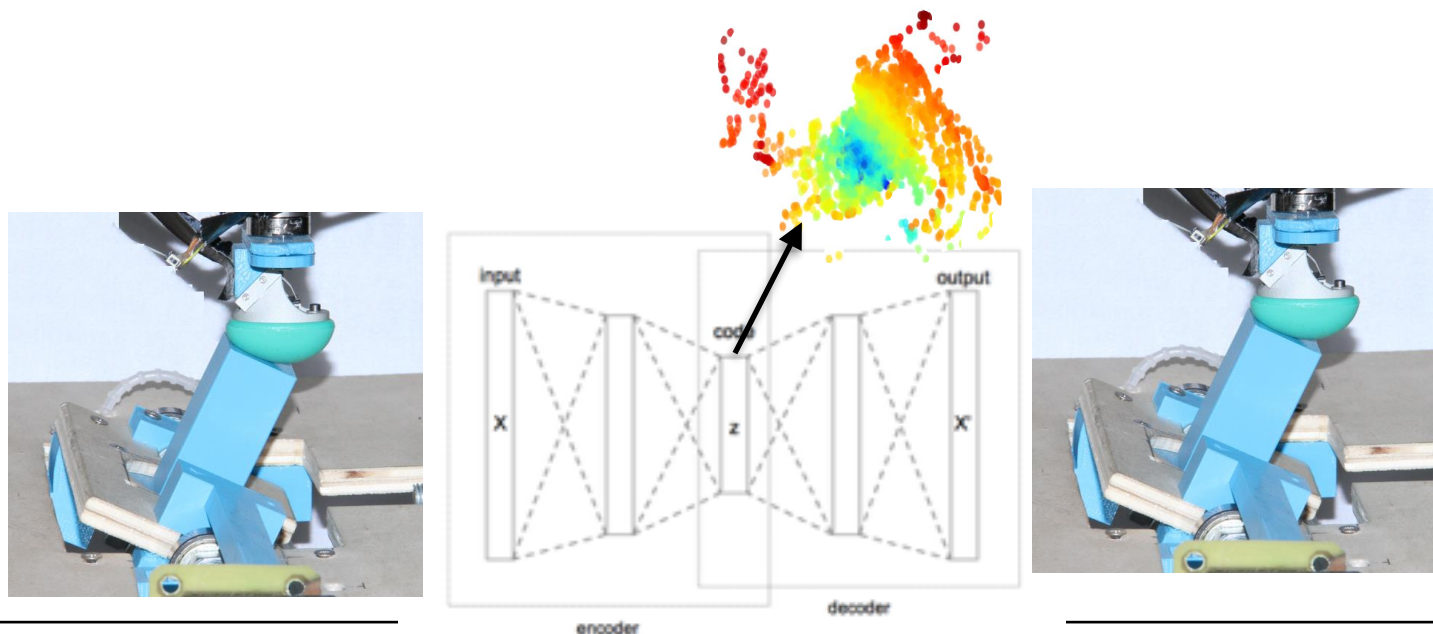 input
output
code
X
z
X'
decoder
encoder